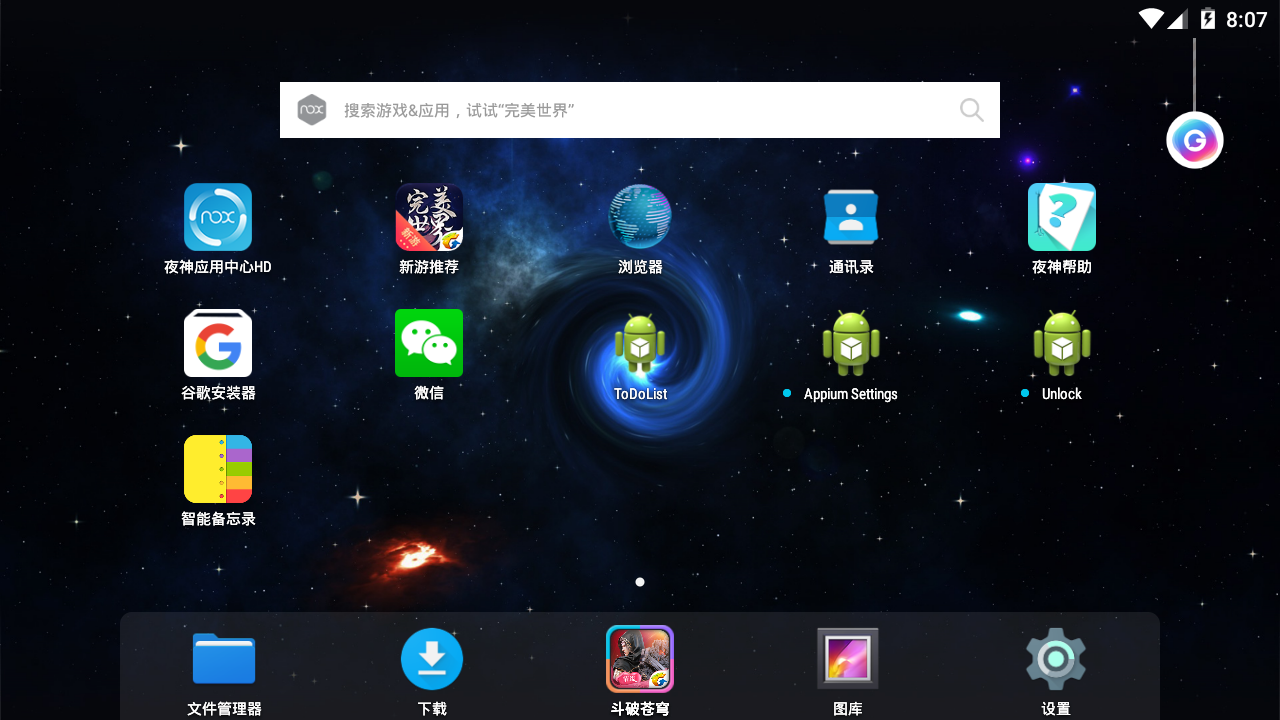 8:07
nox 搜索游戏&应用，试试“完美世界”
nox
完美世界
新游
夜神应用中心HD
新游推荐
浏览器
通讯录
夜神帮助
谷歌安装器
微信
ToDoList
Appium Settings
Unlock
智能备忘录
文件管理器
下载
斗破苍穹
图库
设置